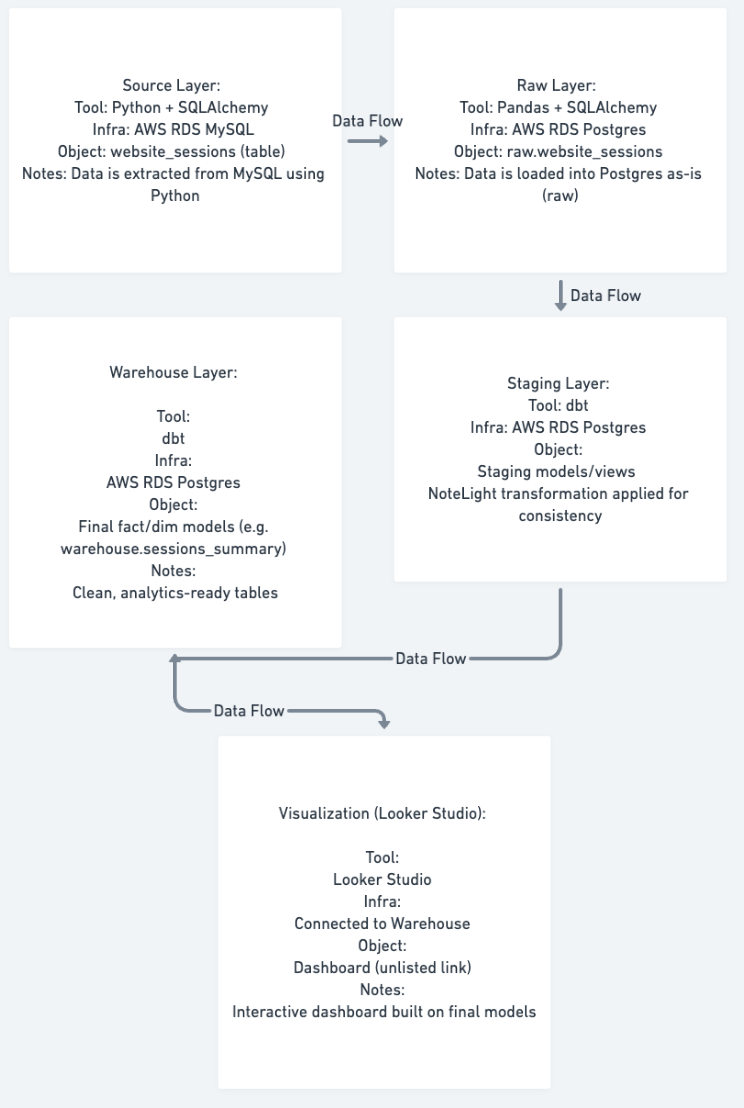 Source Layer:
Tool: Python + SQLAlchemy
Infra: AWS RDS MySQL
Object: website_sessions (table)
Notes: Data is extracted from MySQL using
Python
Data Flow
Raw Layer:
Tool: Pandas + SQLAlchemy
Infra: AWS RDS Postgres
Object: raw.website_sessions
Notes: Data is loaded into Postgres as-is
(raw)
Data Flow
Staging Layer:
Tool: dbt
Infra: AWS RDS Postgres
Object:
Staging models/views
NoteLight transformation applied for
consistency
Data Flow
Warehouse Layer:
Tool:
dbt
Infra:
AWS RDS Postgres
Object:
Final fact/dim models (e.g.
warehouse.sessions_summary)
Notes:
Clean, analytics-ready tables
Data Flow
Visualization (Looker Studio):
Tool:
Looker Studio
Infra:
Connected to Warehouse
Object:
Dashboard (unlisted link)
Notes:
Interactive dashboard built on final models